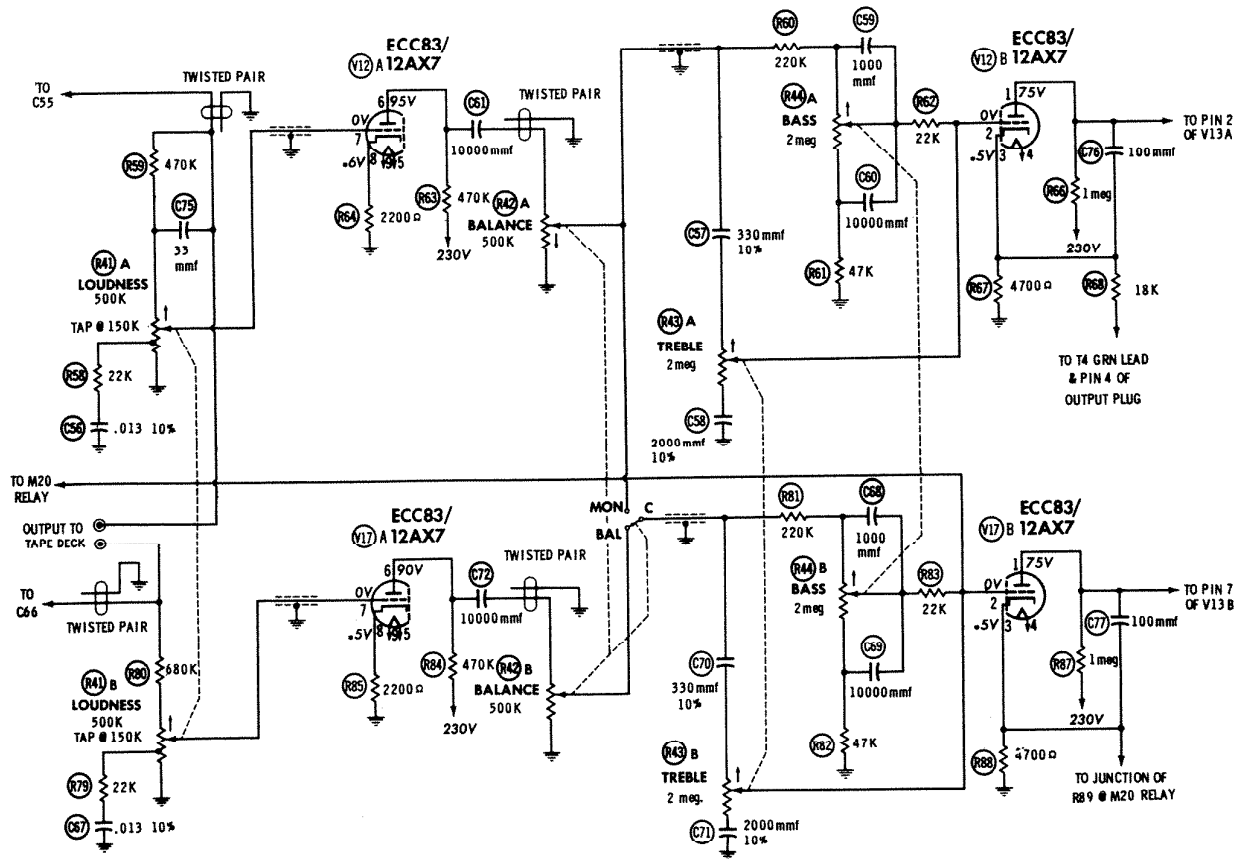 ECC83/
12AX7
V12 A
TWISTED PAIR
TO
C55
6 95V
0V
7
.6V
8
9
5
C61
10000mmf
TWISTED PAIR
R59
470K
C75
33
mmf
R64
2200Ω
R63
470K
230V
R42 A
BALANCE
500K
R41 A
LOUDNESS
500K
TAP @ 150K
R58
22K
C56
.013 10%
R60
220K
C59
1000
mmf
R44 A
BASS
2 meg
R62
22K
C60
10000mmf
C57
330mmf
10%
R61
47K
R43 A
TREBLE
2meg
C58
2000mmf
10%
ECC83/
12AX7
V12 B
1 75V
0V
2
.5V 3
4
TO PIN 2
OF V13A
C76
100mmf
R66
1meg
230V
R67
4700Ω
R68
18K
TO T4 GRN LEAD
& PIN 4 OF
OUTPUT PLUG
TO M20
RELAY
OUTPUT TO
TAPE DECK
TO
C66
TWISTED PAIR
ECC83/
12AX7
V17 A
6 90V
0V
7
.5V
8
9
5
C72
10000mmf
TWISTED PAIR
MON
C
BAL
R80
680K
R41 B
LOUDNESS
500K
TAP @ 150K
R79
22K
C67
.013 10%
R85
2200Ω
R84
470K
230V
R42 B
BALANCE
500K
R81
220K
C68
1000
mmf
R44 B
BASS
2meg
R83
22K
C69
10000mmf
C70
330mmf
10%
R82
47K
R43 B
TREBLE
2 meg.
C71
2000mmf
10%
ECC83/
12AX7
V17 B
1 75V
0V
2
.5V 3
4
TO PIN 7
OF V13B
C77
100mmf
R87
1meg
230V
R88
4700Ω
TO JUNCTION OF
R89 @ M20 RELAY